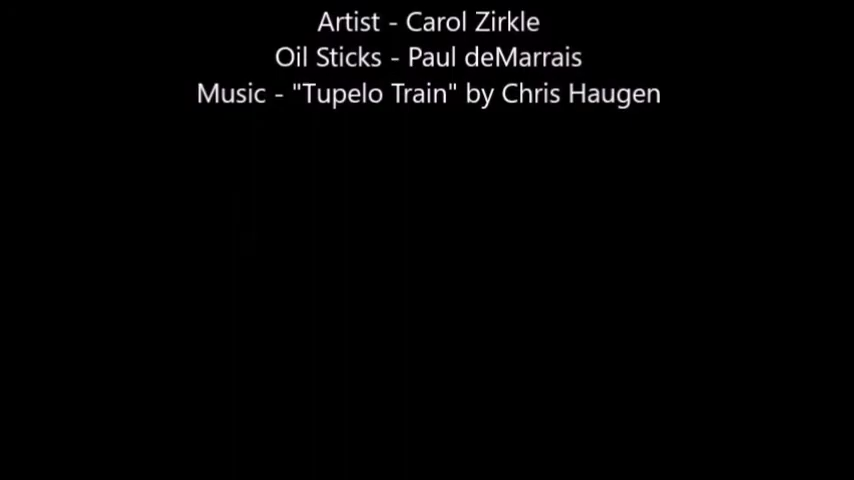 Artist - Carol Zirkle
Oil Sticks - Paul deMarrais
Music - "Tupelo Train" by Chris Haugen